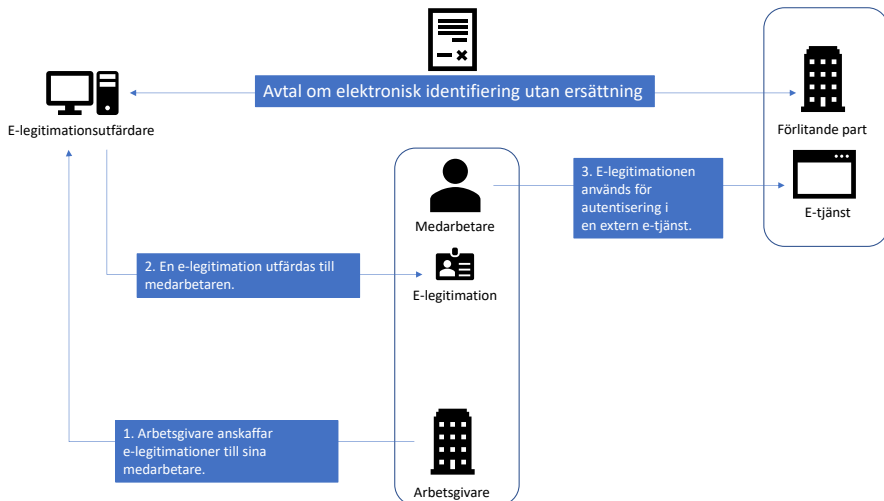 Avtal om elektronisk identifiering utan ersättning
E-legitimationsutfärdare
Förlitande part
3. E-legitimationen
används för
autentisering i
en extern e-tjänst.
E-tjänst
Medarbetare
2. En e-legitimation utfärdas till
medarbetaren.
E-legitimation
1. Arbetsgivare anskaffar
e-legitimationer till sina
medarbetare.
Arbetsgivare